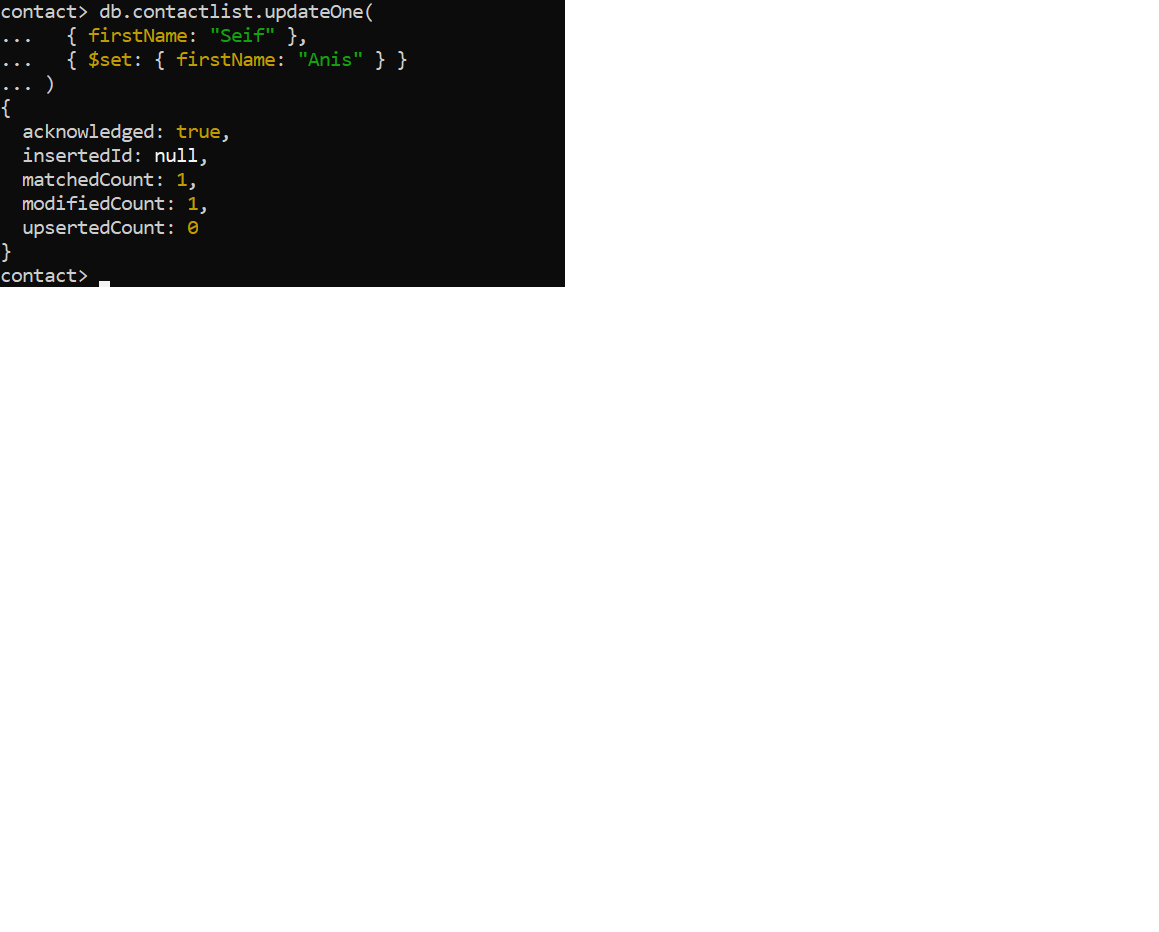 contact> db.contactlist.updateOne(
...   { firstName: "Seif" },
...   { $set: { firstName: "Anis" } }
... )
{
  acknowledged: true,
  insertedId: null,
  matchedCount: 1,
  modifiedCount: 1,
  upsertedCount: 0
}
contact>